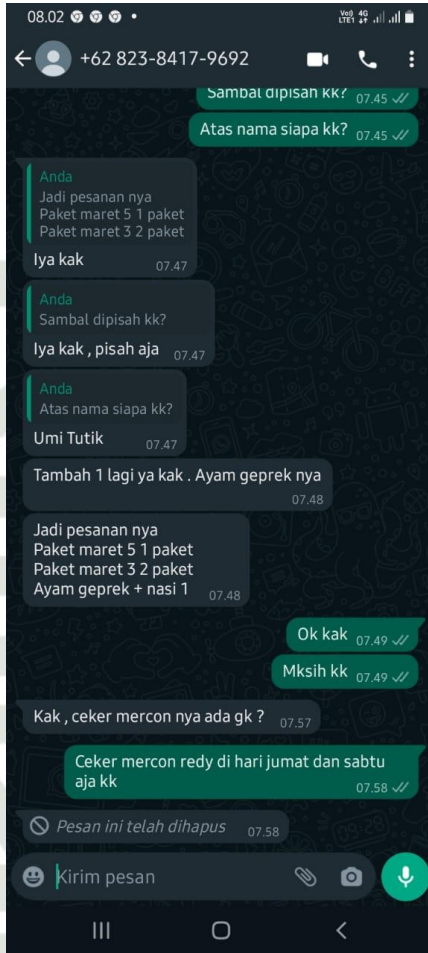 08.02
Vo)) 4G
LTE1
+62 823-8417-9692
Sambal dipisah kk? 07.45
Atas nama siapa kk? 07.45
Anda
Jadi pesanan nya
Paket maret 5 1 paket
Paket maret 3 2 paket
Iya kak 07.47
Anda
Sambal dipisah kk?
Iya kak , pisah aja 07.47
Anda
Atas nama siapa kk?
Umi Tutik 07.47
Tambah 1 lagi ya kak . Ayam geprek nya
07.48
Jadi pesanan nya
Paket maret 5 1 paket
Paket maret 3 2 paket
Ayam geprek + nasi 1 07.48
Ok kak 07.49
Mksih kk 07.49
Kak , ceker mercon nya ada gk ? 07.57
Ceker mercon redy di hari jumat dan sabtu
aja kk 07.58
Pesan ini telah dihapus 07.58
Kirim pesan